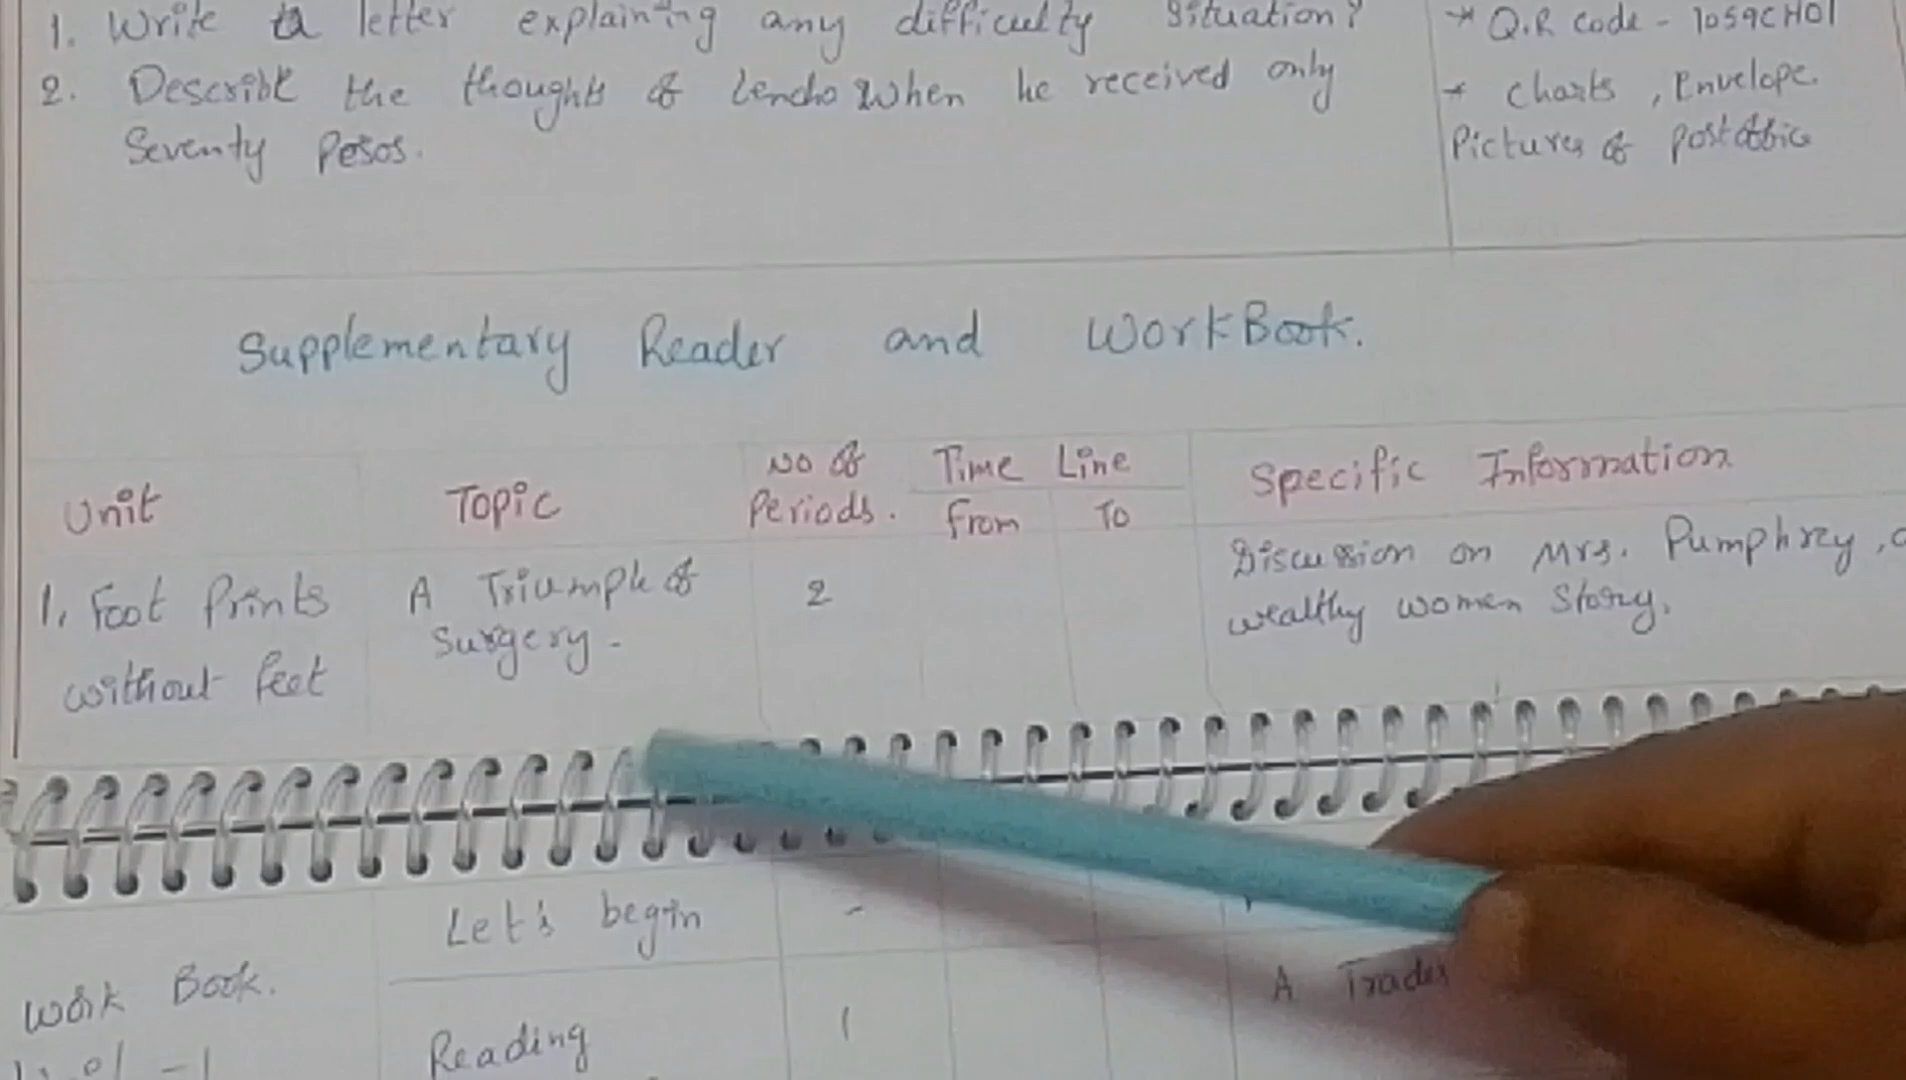 1. Write a letter explaining any difficulty situation?
2. Describe the thoughts of Lencho when he received only
Seventy Pesos.
* Q.R code - 1059CH01
* charts, Envelope.
Pictures of post office
Supplementary Reader and WorkBook.
Unit
Topic
No of
Periods.
Time Line
From To
Specific Information
1. Foot Prints
without feet
A Triumph of
Surgery.
2
Discussion on Mrs. Pumphrey, a
wealthy women Story.
Work Book.
Let's begin
-
Reading
1
A Trader